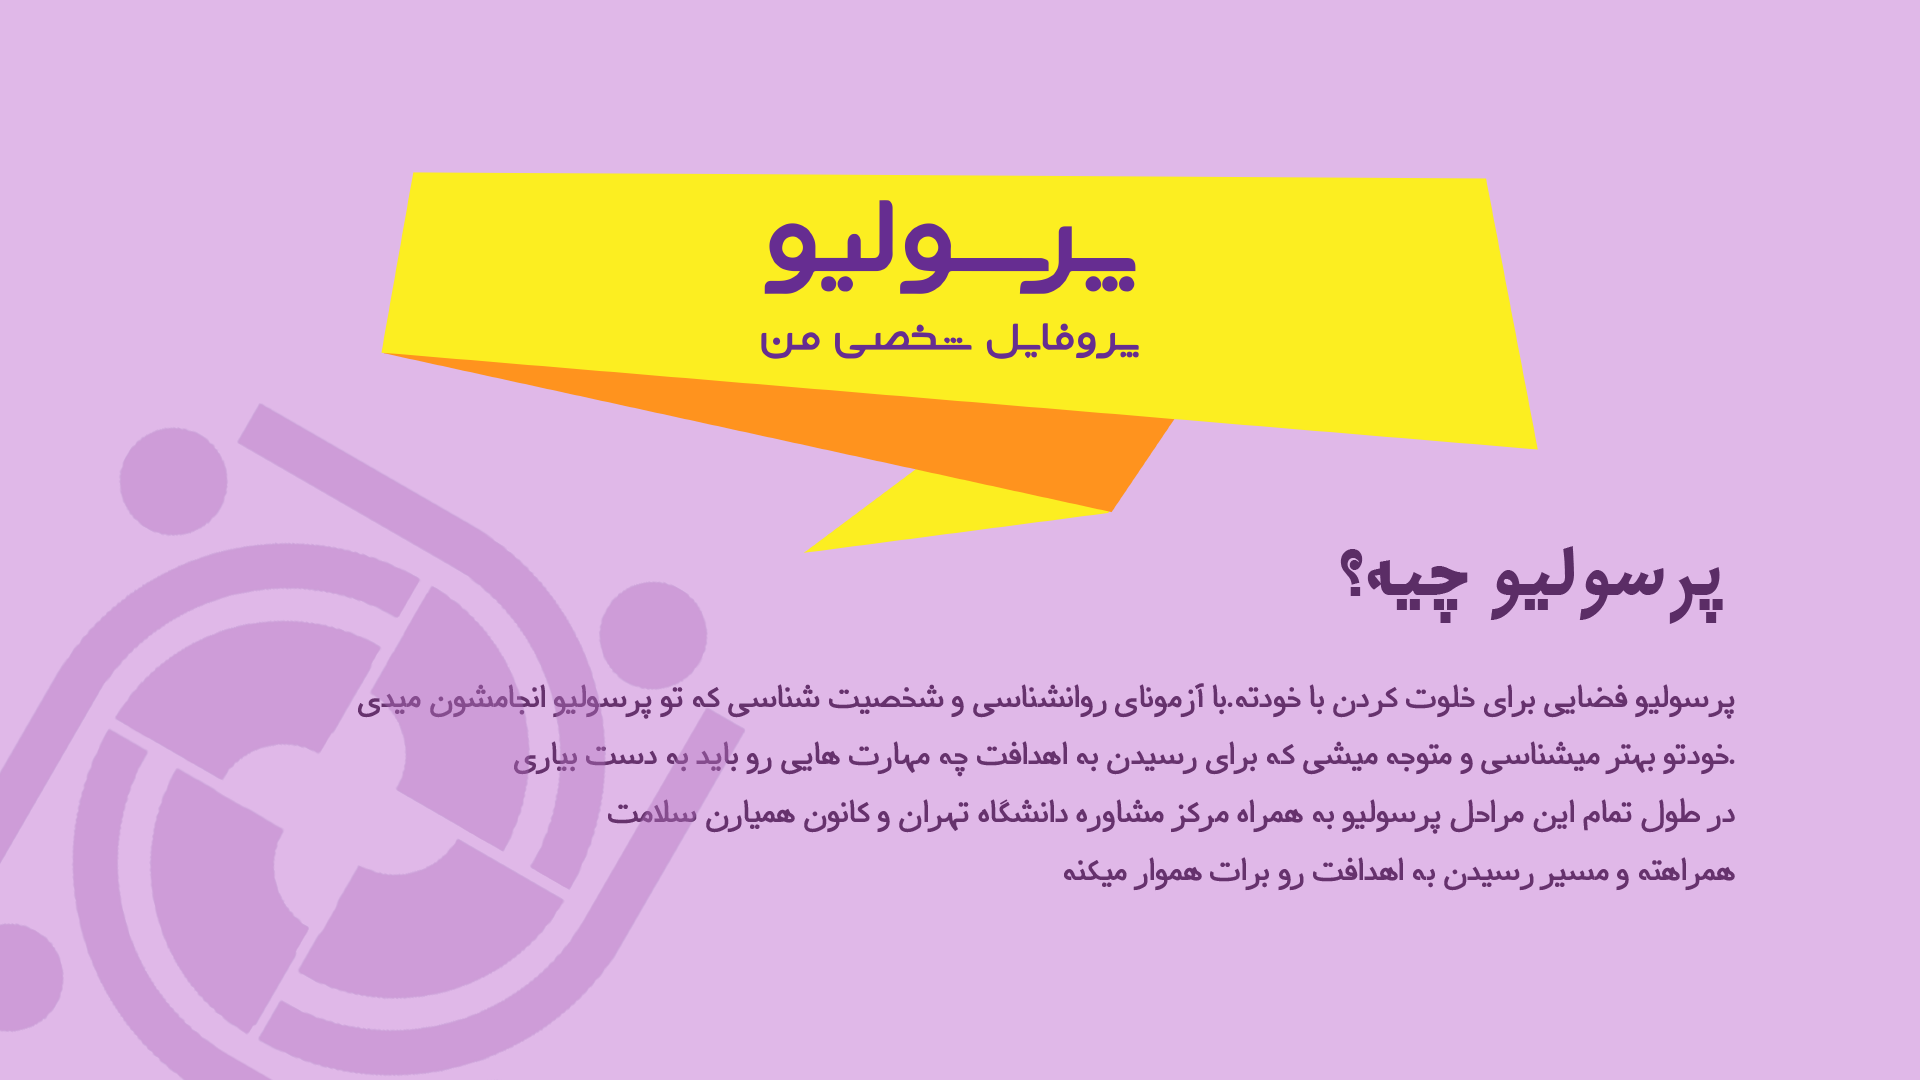 پرسولیو
پروفایل شخصی من
پرسولیو چیه؟
پرسولیو فضایی برای خلوت کردن با خودته.با آزمونای روانشناسی و شخصیت شناسی که تو پرسولیو انجامشون میدی
.خودتو بهتر میشناسی و متوجه میشی که برای رسیدن به اهدافت چه مهارت هایی رو باید به دست بیاری
در طول تمام این مراحل پرسولیو به همراه مرکز مشاوره دانشگاه تهران و کانون همیارن سلامت
همراهته و مسیر رسیدن به اهدافت رو برات هموار میکنه